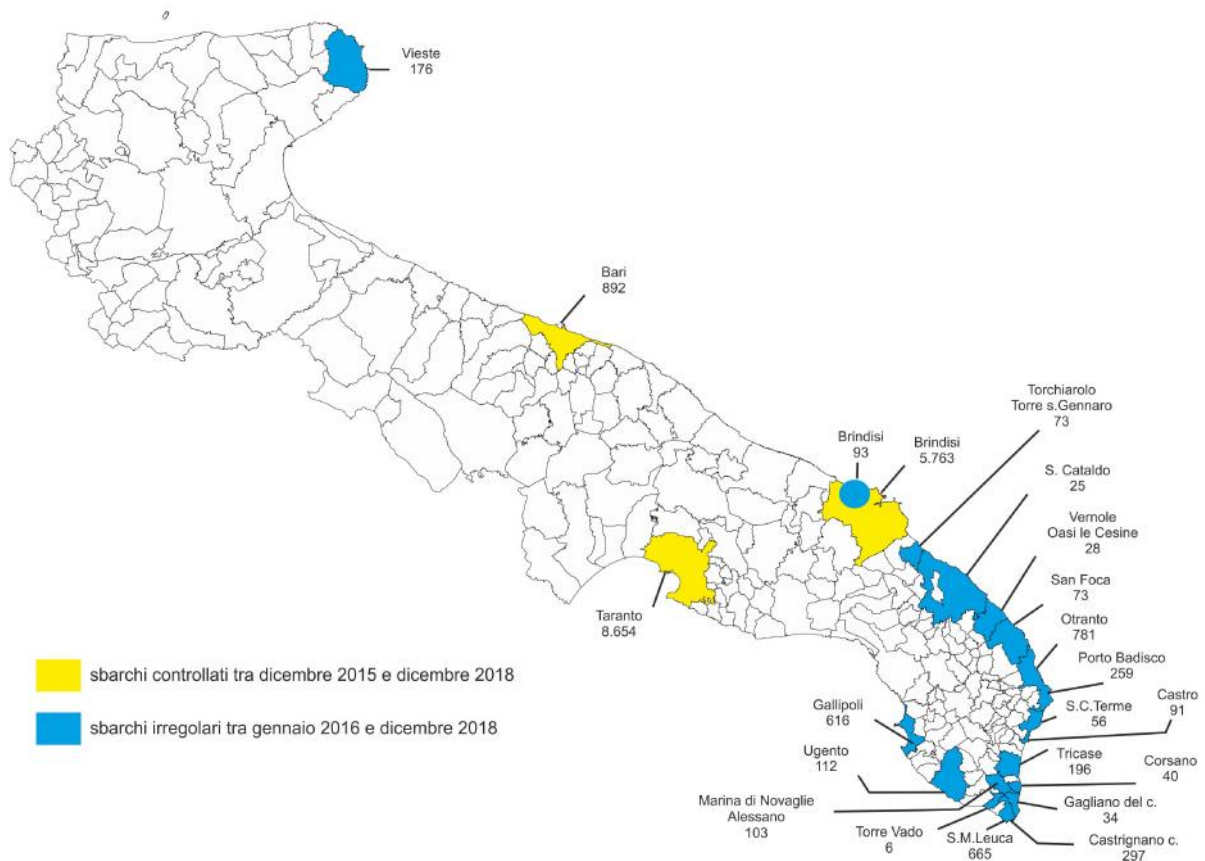 Vieste
176
Bari
892
Torchiarolo
Torre s.Gennaro
73
Brindisi
93
Brindisi
5.763
S. Cataldo
25
Vernole
Oasi le Cesine
28
San Foca
73
Taranto
8.654
Otranto
781
Porto Badisco
259
sbarchi controllati tra dicembre 2015 e dicembre 2018
Castro
91
Gallipoli
616
S.C.Terme
56
sbarchi irregolari tra gennaio 2016 e dicembre 2018
Ugento
112
Tricase
196
Corsano
40
Marina di Novaglie
Alessano
103
Gagliano del c.
34
Torre Vado
6
S.M.Leuca
665
Castrignano c.
297